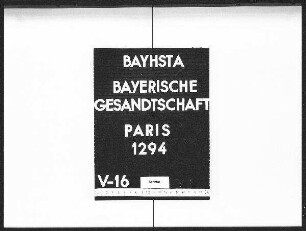 BAYHSTA
BAYERISCHE
GESANDTSCHAFT
PARIS
1294
V-16